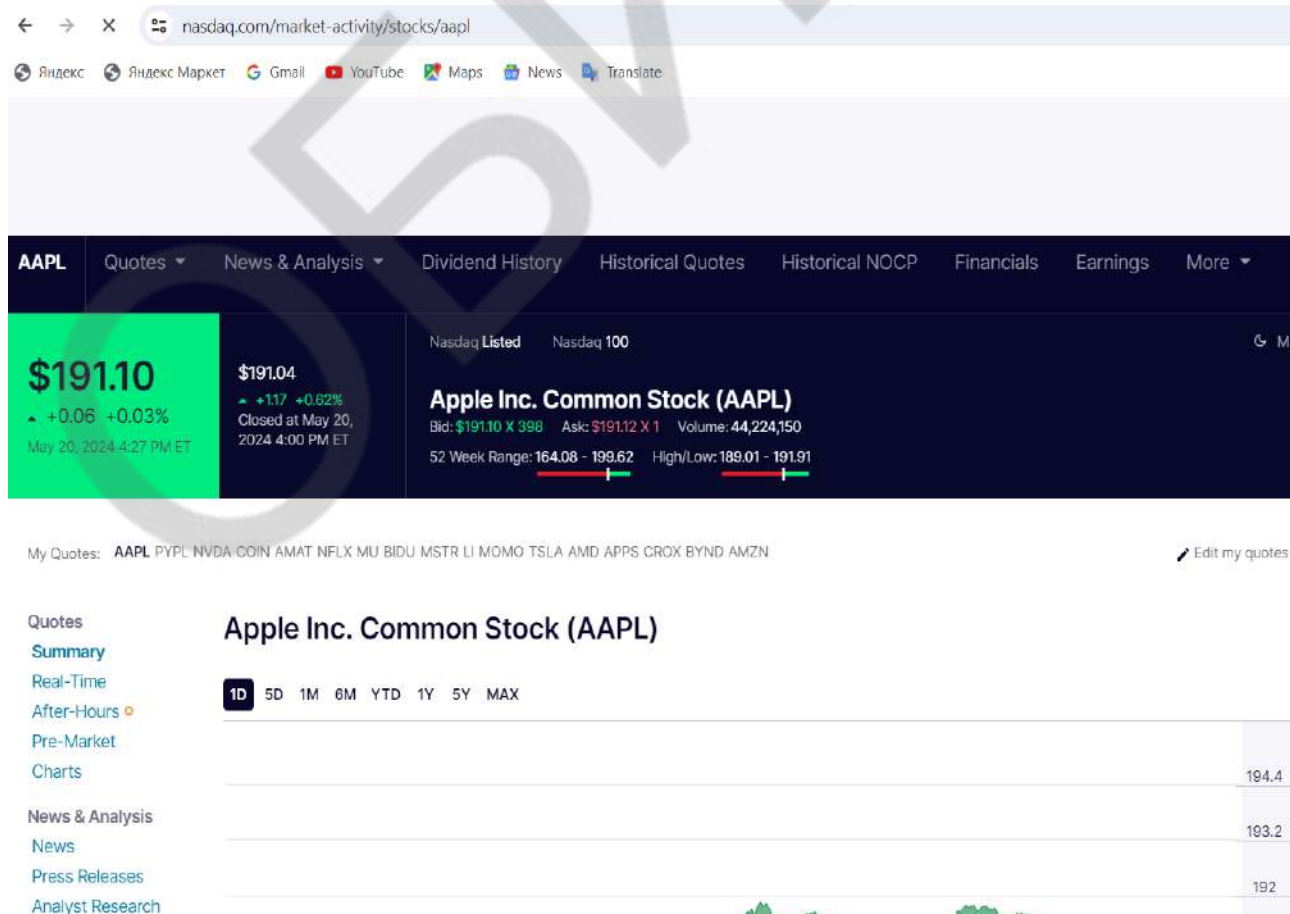 nasdaq.com/market-activity/stocks/aapl
Яндекс Яндекс Маркет Gmail YouTube Maps News Translate
AAPL Quotes News & Analysis Dividend History Historical Quotes Historical NOCP Financials Earnings More
Nasdaq Listed Nasdaq 100 M
$191.10
+0.06 +0.03%
May 20, 2024 4:27 PM ET
$191.04
+1.17 +0.62%
Closed at May 20,
2024 4:00 PM ET
Apple Inc. Common Stock (AAPL)
Bid: $191.10 X 398 Ask: $191.12 X 1 Volume: 44,224,150
52 Week Range: 164.08 - 199.62 High/Low: 189.01 - 191.91
My Quotes: AAPL PYPL NVDA COIN AMAT NFLX MU BIDU MSTR LI MOMO TSLA AMD APPS CROX BYND AMZN
Edit my quotes
Quotes
Summary
Real-Time
After-Hours
Pre-Market
Charts
News & Analysis
News
Press Releases
Analyst Research
Apple Inc. Common Stock (AAPL)
1D 5D 1M 6M YTD 1Y 5Y MAX
194.4
193.2
192